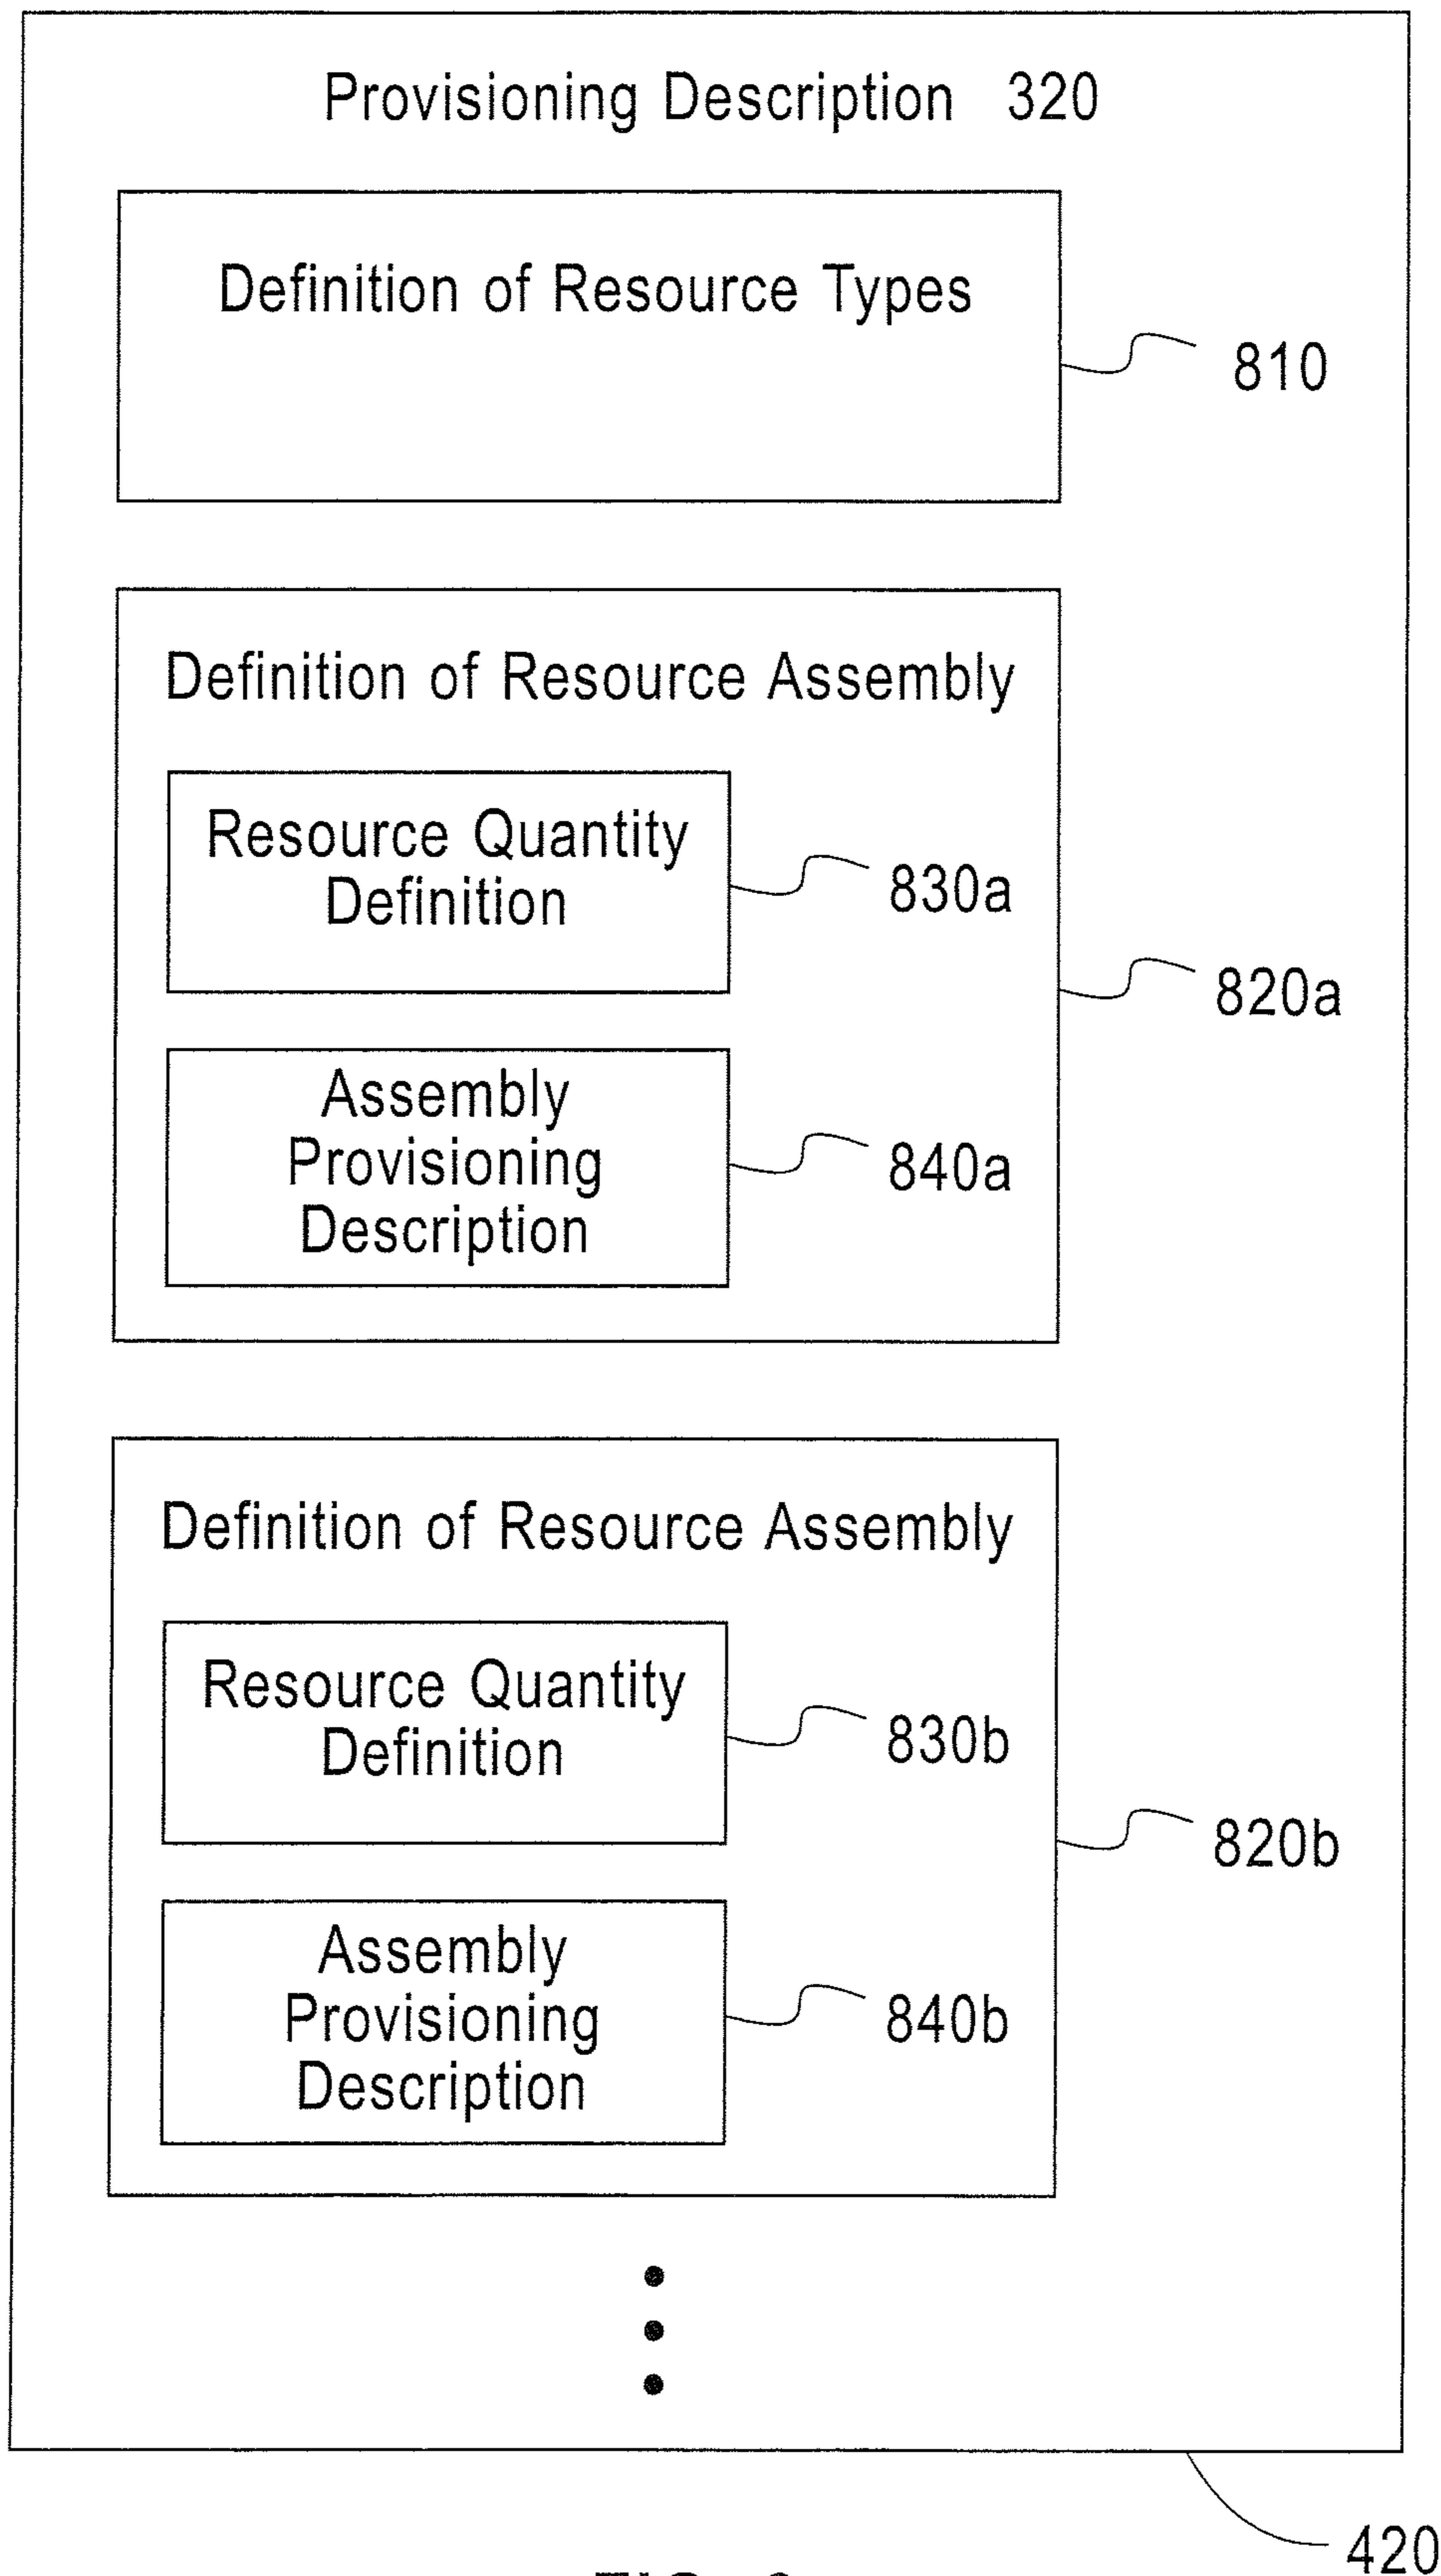 Provisioning Description 320
Definition of Resource Types
810
Definition of Resource Assembly
Resource Quantity
Definition
830a
820a
Assembly
Provisioning
Description
840a
Definition of Resource Assembly
Resource Quantity
Definition
830b
820b
Assembly
Provisioning
Description
840b
420